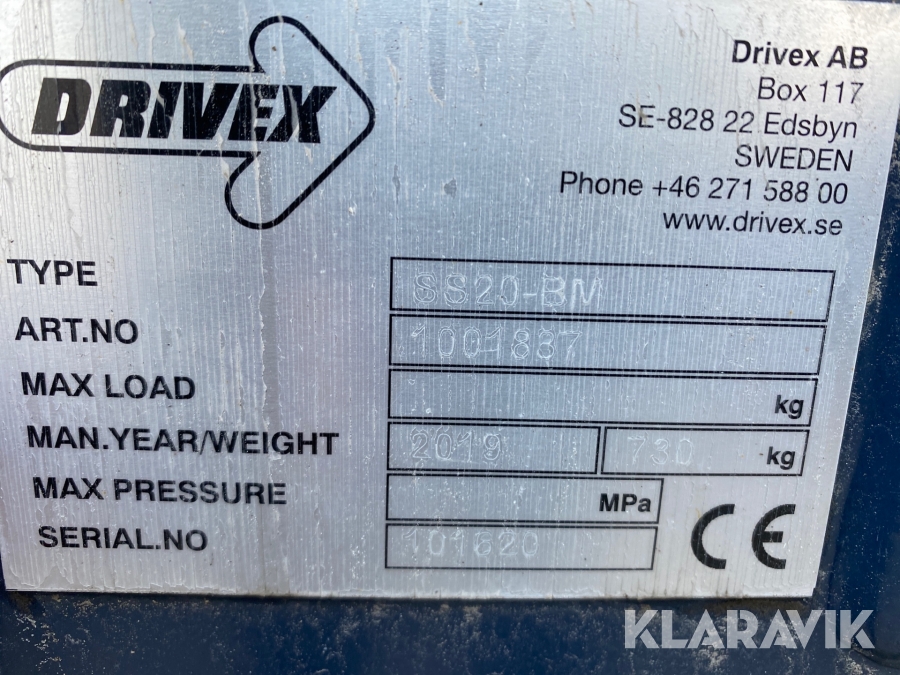 DRIVEX
Drivex AB
Box 117
SE-828 22 Edsbyn
SWEDEN
Phone +46 271 588 00
www.drivex.se
TYPE SS20-BM
ART.NO 1001887
MAX LOAD kg
MAN.YEAR/WEIGHT 2019 730 kg
MAX PRESSURE MPa
SERIAL.NO 101620
CE
KLARAVIK